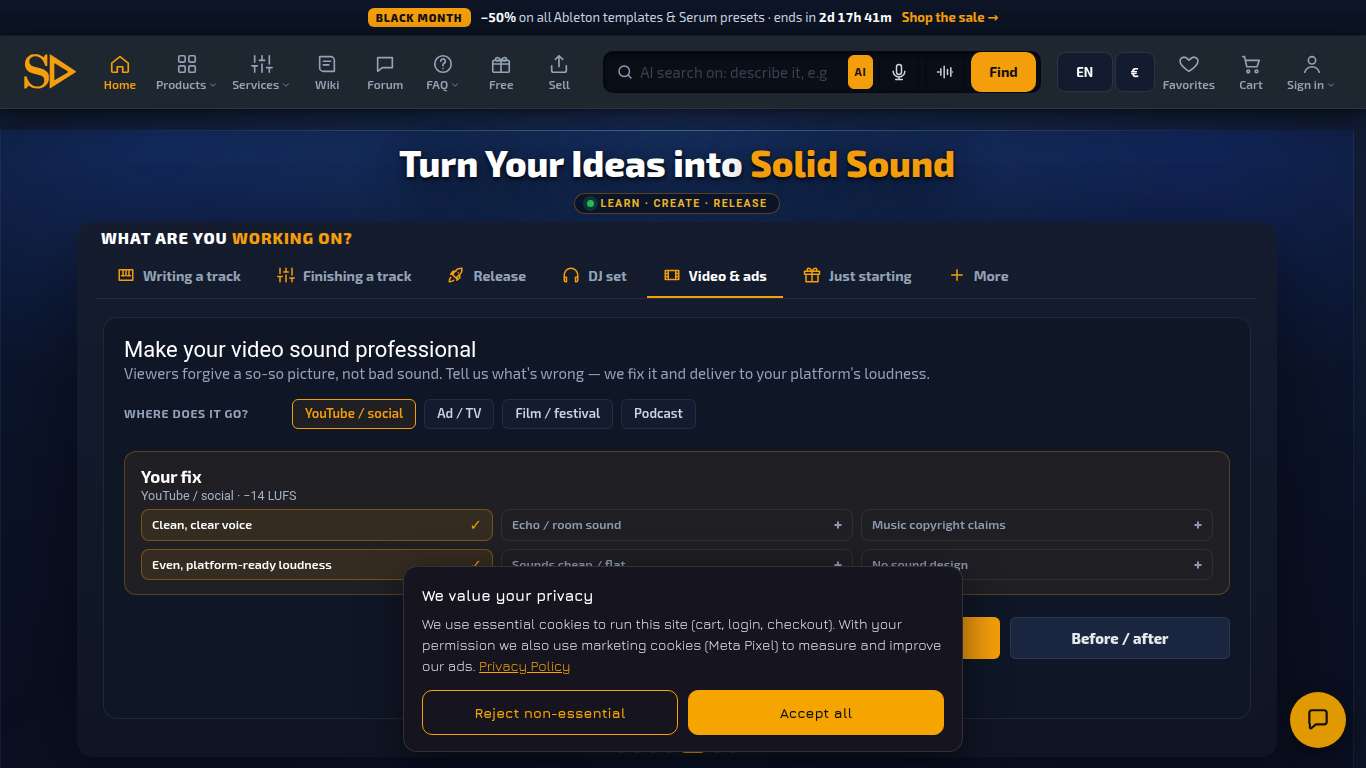 BLACK MONTH −50% on all Ableton templates & Serum presets · ends in 2d 17h 41m Shop the sale →
SD
Home Products Services Wiki Forum FAQ Free Sell
AI search on: describe it, e.g AI Find
EN € Favorites Cart Sign in
Turn Your Ideas into Solid Sound
LEARN · CREATE · RELEASE
WHAT ARE YOU WORKING ON?
Writing a track Finishing a track Release DJ set Video & ads Just starting More
Make your video sound professional
Viewers forgive a so-so picture, not bad sound. Tell us what's wrong — we fix it and deliver to your platform's loudness.
WHERE DOES IT GO? YouTube / social Ad / TV Film / festival Podcast
Your fix
YouTube / social · −14 LUFS
Clean, clear voice ✓ Echo / room sound + Music copyright claims +
Even, platform-ready loudness ✓ Sounds cheap / flat + No sound design +
Before / after
We value your privacy
We use essential cookies to run this site (cart, login, checkout). With your
permission we also use marketing cookies (Meta Pixel) to measure and improve
our ads. Privacy Policy
Reject non-essential Accept all